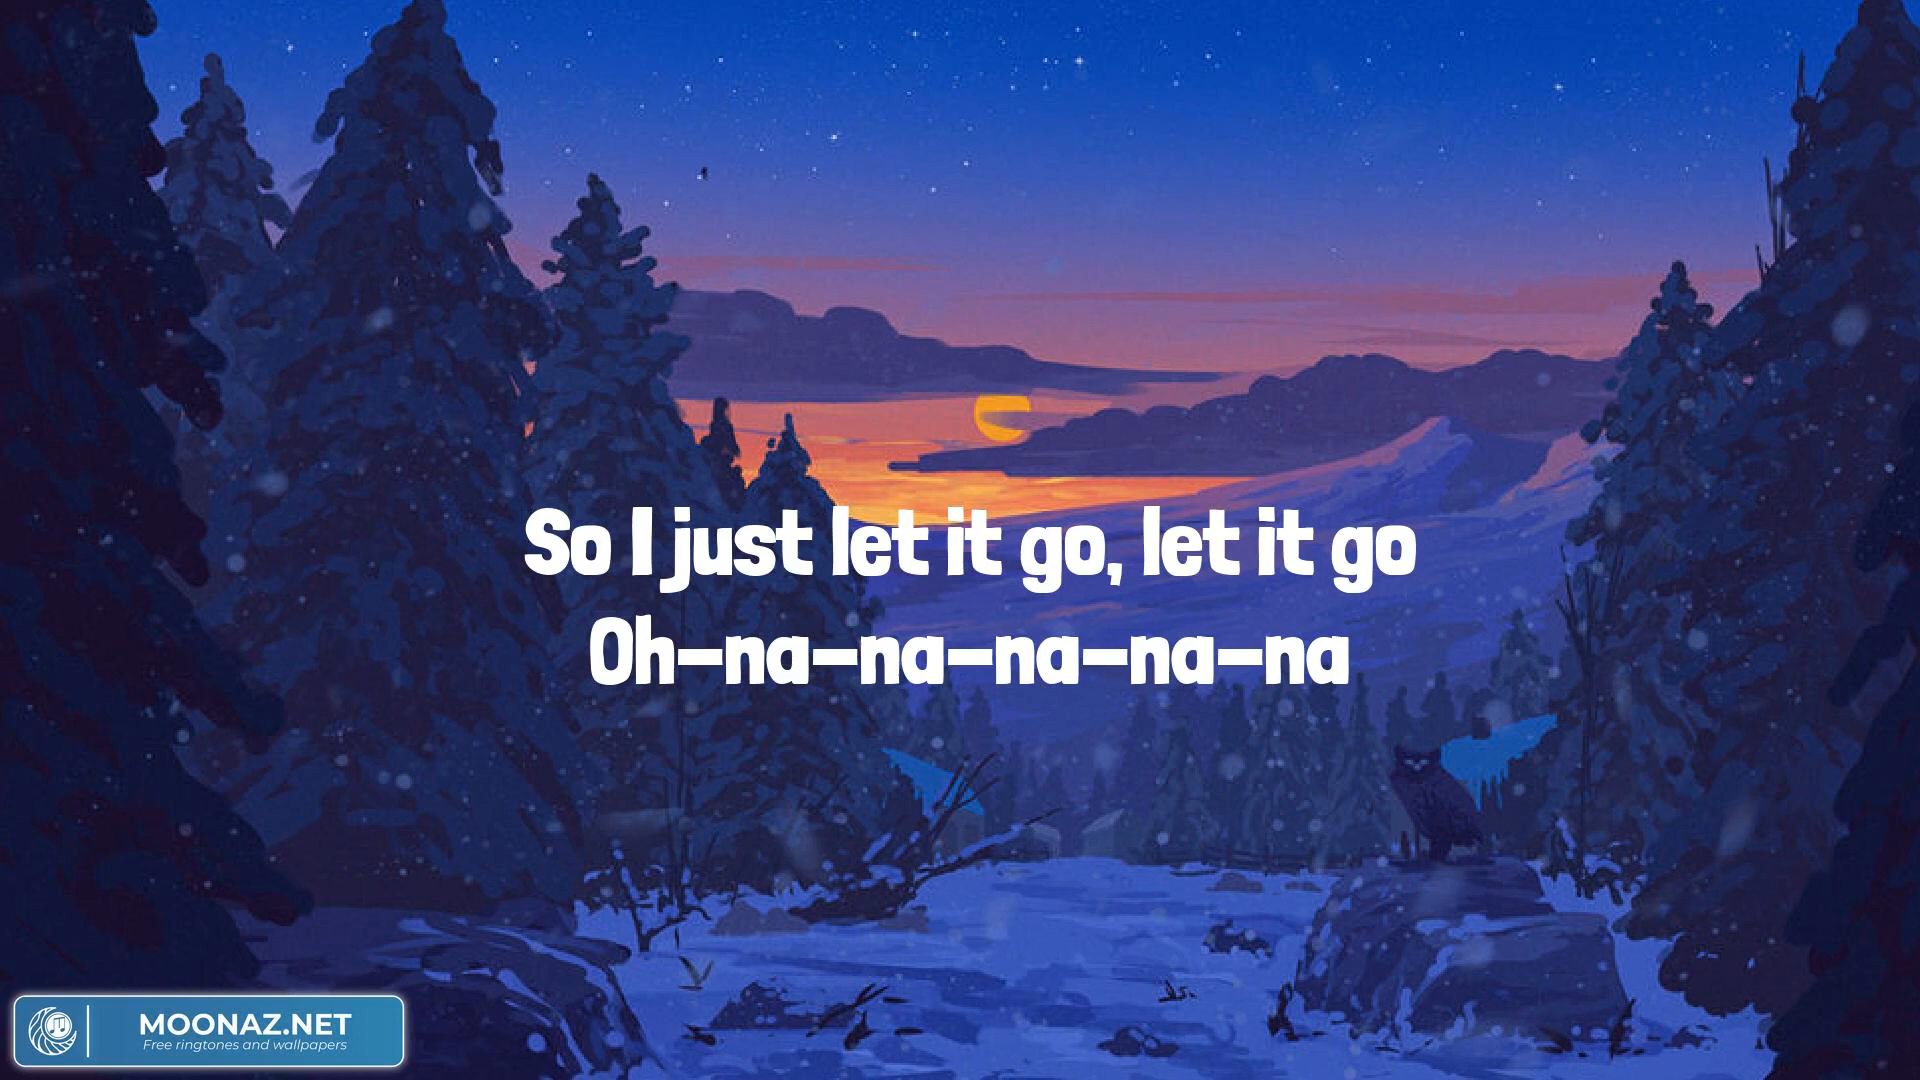 So I just let it go, let it go
Oh-na-na-na-na-na
MOONAZ.NET
Free ringtones and wallpapers